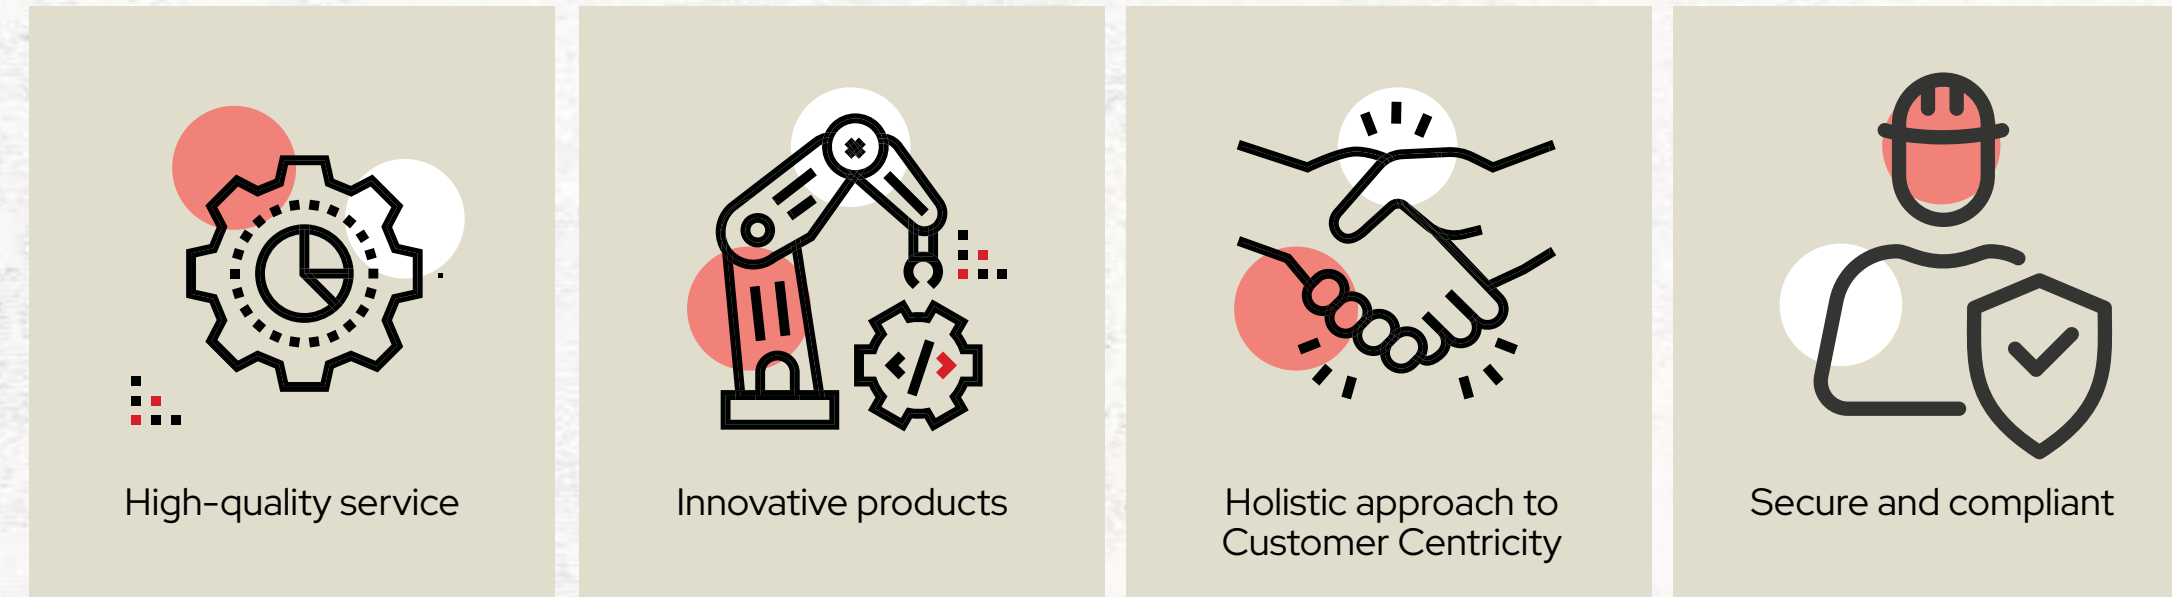 High-quality service
Innovative products
Holistic approach to
Customer Centricity
Secure and compliant